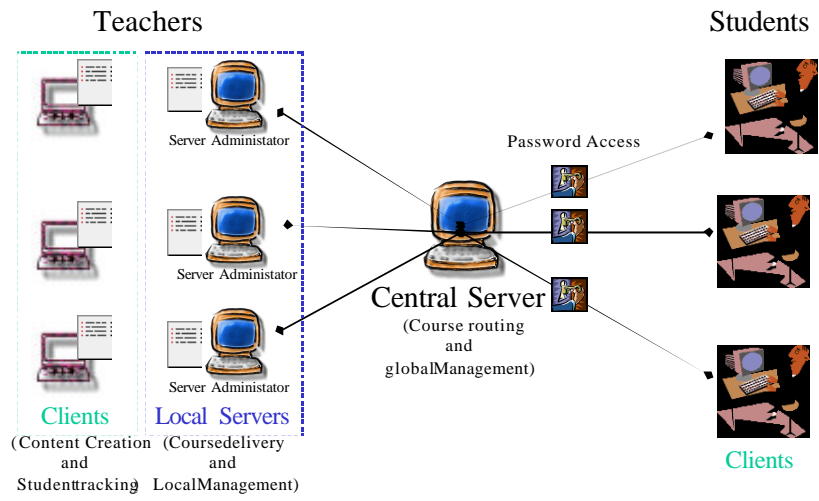 Teachers
Students
Server Administator
Server Administator
Server Administator
Password Access
Central Server
(Course routing
and
globalManagement)
Clients
(Content Creation
and
Studenttracking)
Local Servers
(Coursedelivery
and
LocalManagement)
Clients